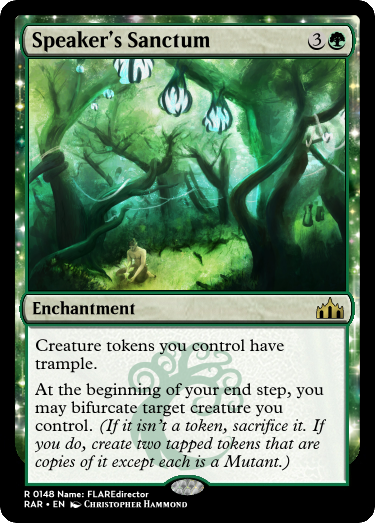 Speaker's Sanctum 3
Enchantment
Creature tokens you control have
trample.
At the beginning of your end step, you
may bifurcate target creature you
control. (If it isn't a token, sacrifice it. If
you do, create two tapped tokens that are
copies of it except each is a Mutant.)
R 0148 Name: FLAREdirector
RAR • EN Christopher Hammond